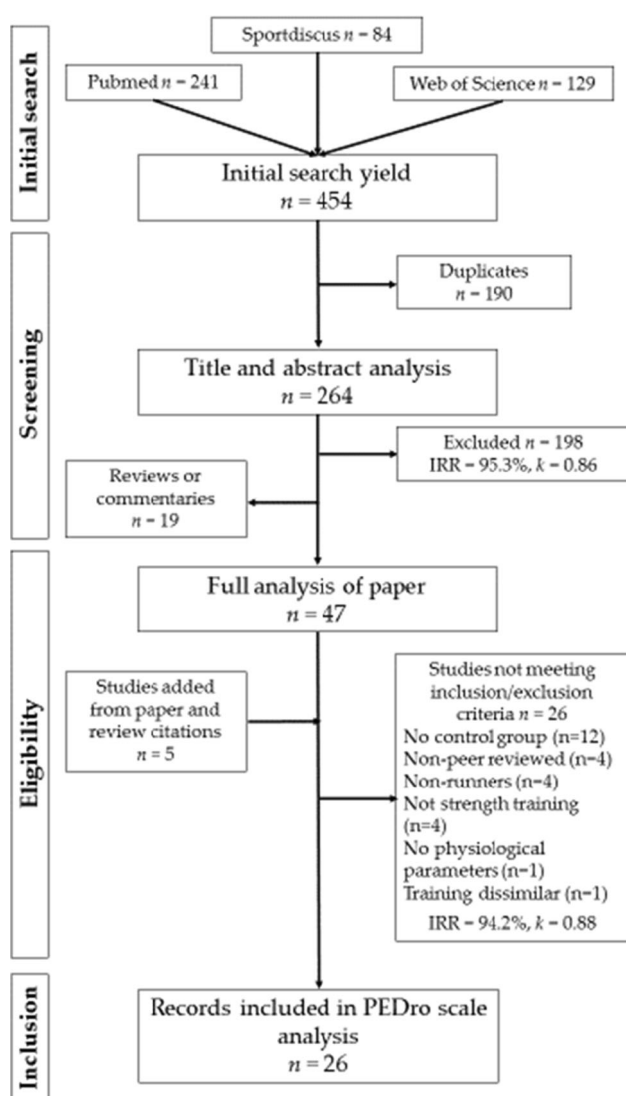 Initial search
Sportdiscus n = 84
Pubmed n = 241
Web of Science n = 129
Initial search yield
n = 454
Screening
Duplicates
n = 190
Title and abstract analysis
n = 264
Excluded n = 198
IRR = 95.3%, k = 0.86
Reviews or
commentaries
n = 19
Eligibility
Full analysis of paper
n = 47
Studies added
from paper and
review citations
n = 5
Studies not meeting
inclusion/exclusion
criteria n = 26
No control group (n=12)
Non-peer reviewed (n=4)
Non-runners (n=4)
Not strength training
(n=4)
No physiological
parameters (n=1)
Training dissimilar (n=1)
IRR = 94.2%, k = 0.88
Inclusion
Records included in PEDro scale
analysis
n = 26